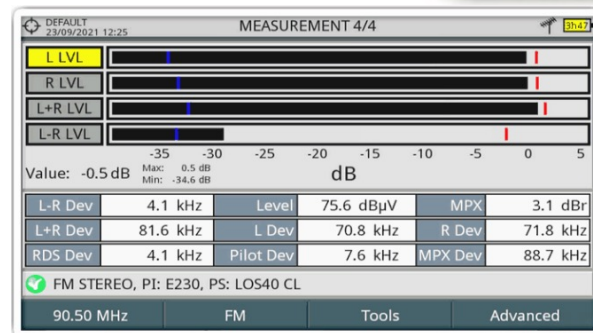 DEFAULT
23/09/2021 12:25
MEASUREMENT 4/4
3h47
L LVL
R LVL
L+R LVL
L-R LVL
-35 -30 -25 -20 -15 -10 -5 0 5
Value: -0.5 dB Max: 0.5 dB
Min: -34.6 dB
dB
L-R Dev 4.1 kHz Level 75.6 dBµV MPX 3.1 dBr
L+R Dev 81.6 kHz L Dev 70.8 kHz R Dev 71.8 kHz
RDS Dev 4.1 kHz Pilot Dev 7.6 kHz MPX Dev 88.7 kHz
FM STEREO, PI: E230, PS: LOS40 CL
90.50 MHz FM Tools Advanced